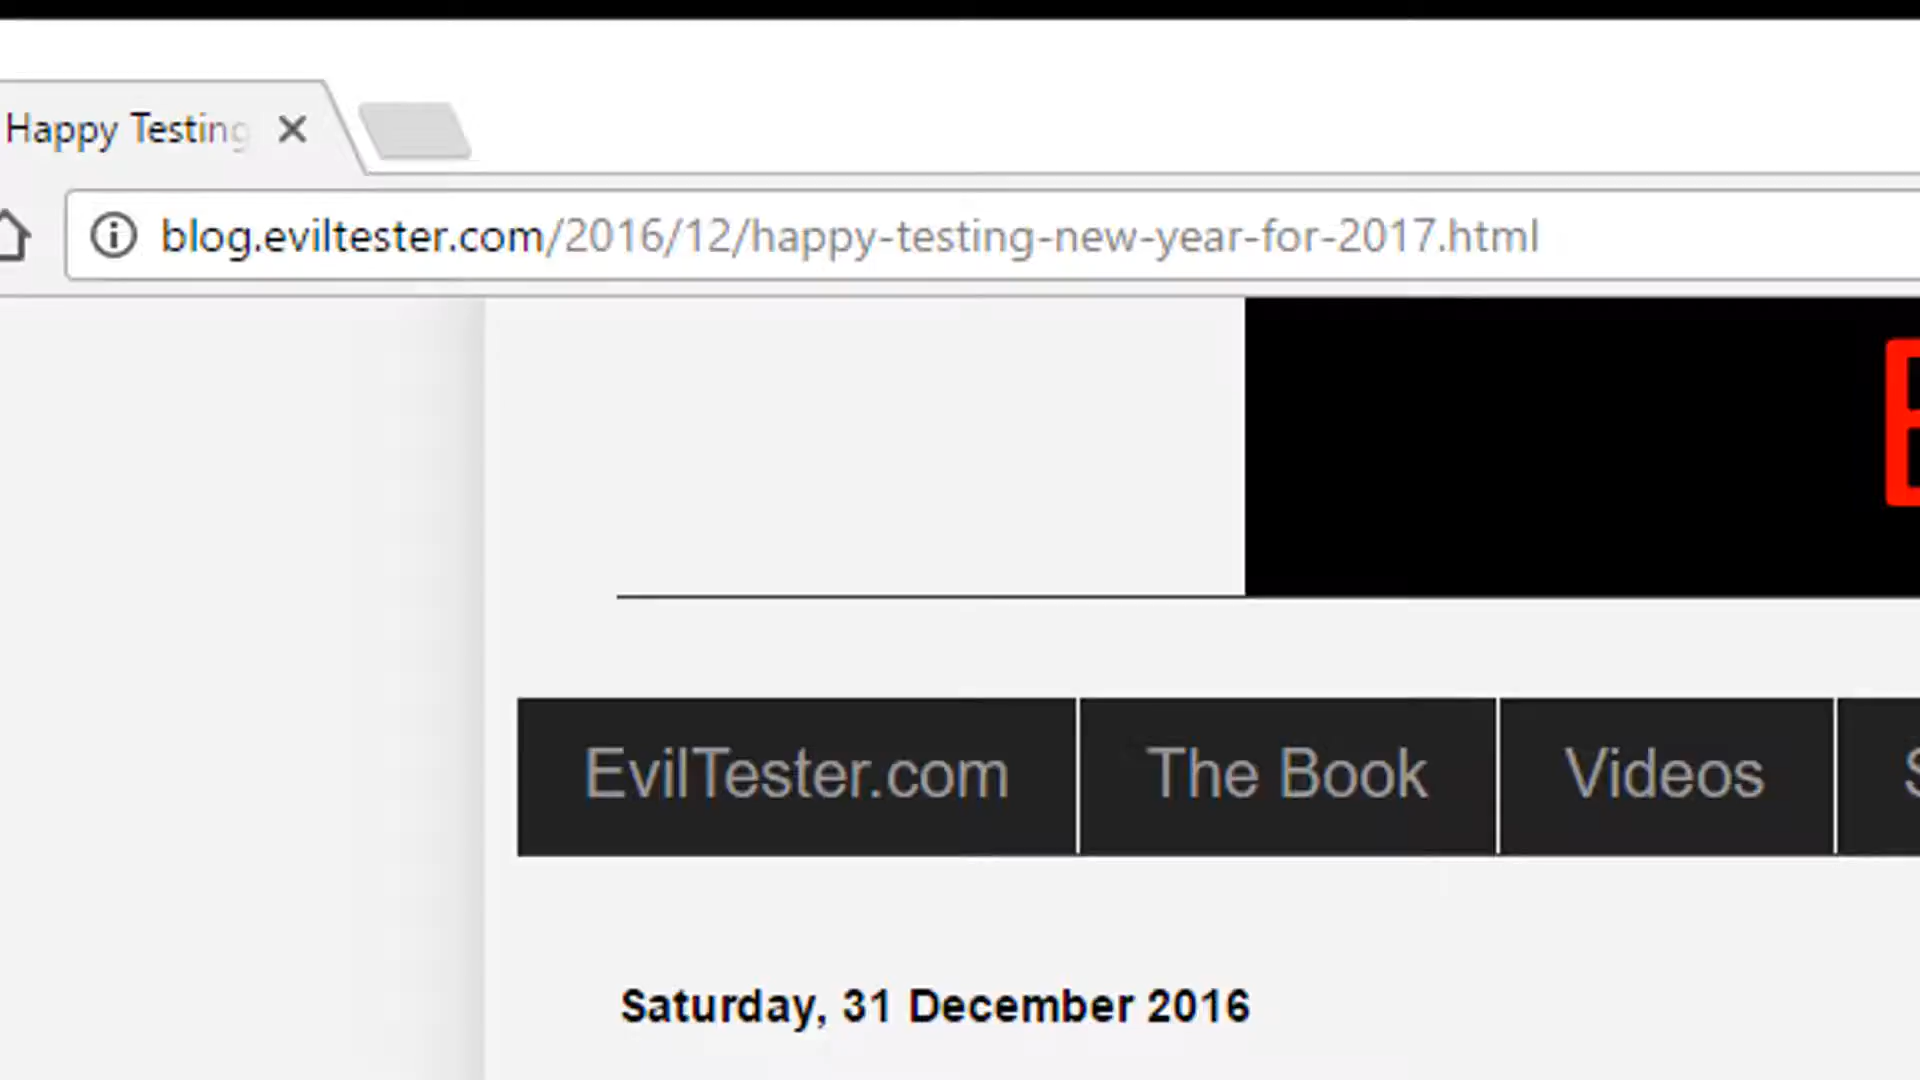 Happy Testing
blog.eviltester.com/2016/12/happy-testing-new-year-for-2017.html
EvilTester.com The Book Videos
Saturday, 31 December 2016